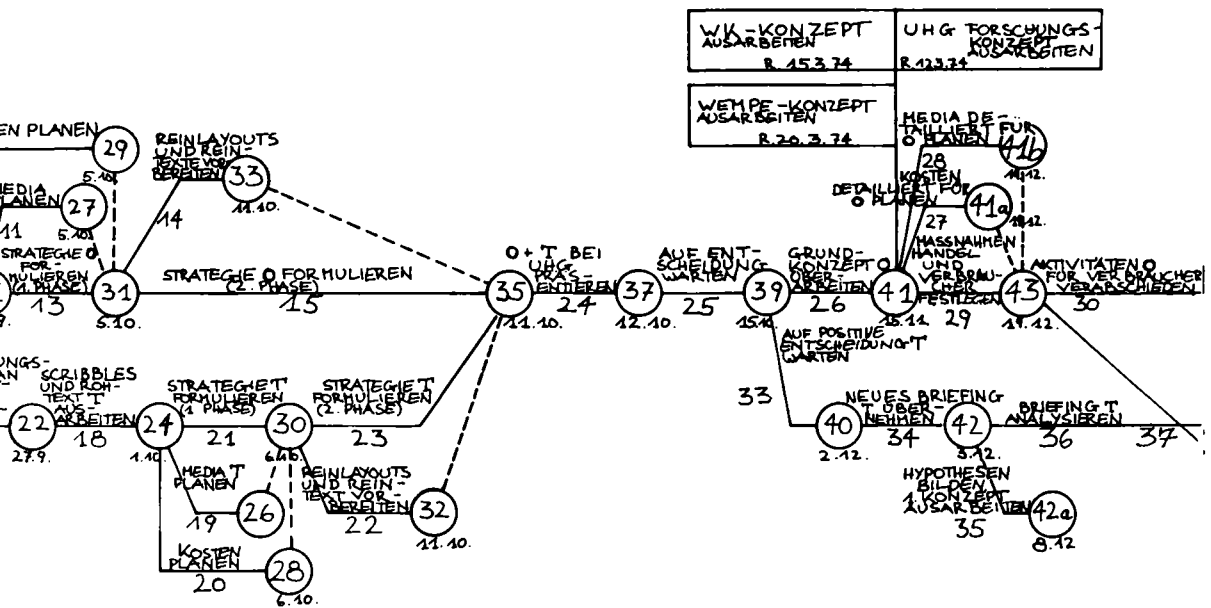 WK-KONZEPT
AUSARBEITEN
R.15.3.74
UHG FORSCHUNGS-
KONZEPT
AUSARBEITEN
R.12.3.74
WEMPE-KONZEPT
AUSARBEITEN
R.20.3.74
EN PLANEN
29
5.10.
REINLAYOUTS
UND REIN-
TEXTE VOR-
BEREITEN
33
11.10.
14
MEDIA DE-
TAILLIERT FÜR
O PLANEN
41b
28
KOSTEN
DETAILLIERT FÜR
O PLANEN
41a
27
MEDIA
PLANEN
27
5.10.
11
STRATEGIE O
FOR-
MULIEREN
(1. PHASE)
13
31
5.10.
STRATEGIE O FORMULIEREN
(2. PHASE)
15
35
11.10.
O + T BEI
UHG
PRÄS-
ENTIEREN
24
37
12.10.
AUF ENT-
SCHEIDUNG
WARTEN
25
39
15.10.
GRUND-
KONZEPT O
ÜBER-
ARBEITEN
26
41
15.11
MASSNAHMEN
HANDEL
UND
VERBRAU-
CHER
FESTLEGEN
29
43
19.12.
AKTIVITÄTEN O
FÜR VERBRAUCHER
VERABSCHIEDEN
30
AUF POSITIVE
ENTSCHEIDUNG T
WARTEN
33
UNGS-
AN
22
27.9.
SCRIBBLES
UND ROH-
TEXT T
AUS-
ARBEITEN
18
24
1.10.
STRATEGIE T
FORMULIEREN
(1 PHASE)
21
30
STRATEGIE T
FORMULIEREN
(2. PHASE)
23
MEDIA T
PLANEN
19
26
REINLAYOUTS
UND REIN-
TEXT VOR-
BEREITEN
22
32
11.10.
KOSTEN
PLANEN
20
28
6.10.
40
2.12.
NEUES BRIEFING
T ÜBER-
NEHMEN
34
42
3.12.
BRIEFING T
ANALYSIEREN
36
37
HYPOTHESEN
BILDEN
1. KONZEPT
AUSARBEITEN
35
42a
8.12